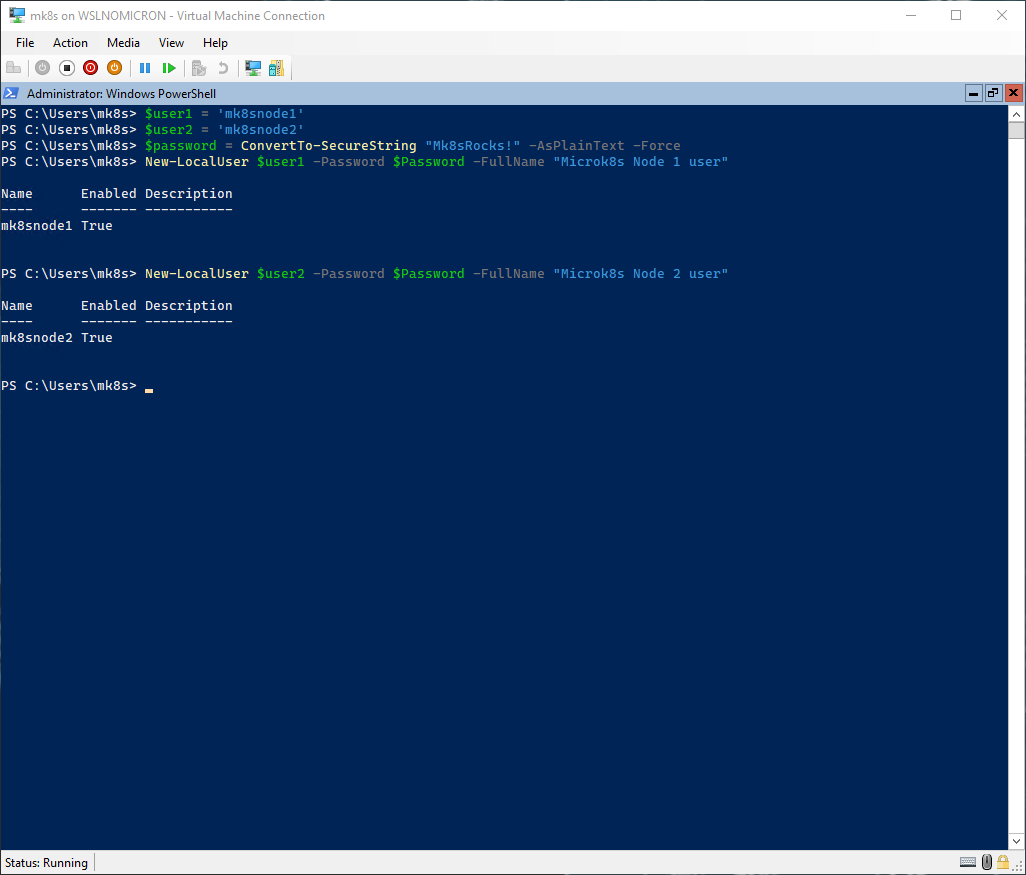 mk8s on WSLNOMICRON - Virtual Machine Connection
File Action Media View Help
Administrator: Windows PowerShell
PS C:\Users\mk8s> $user1 = 'mk8snode1'
PS C:\Users\mk8s> $user2 = 'mk8snode2'
PS C:\Users\mk8s> $password = ConvertTo-SecureString "Mk8sRocks!" -AsPlainText -Force
PS C:\Users\mk8s> New-LocalUser $user1 -Password $Password -FullName "Microk8s Node 1 user"
Name      Enabled Description
----      ------- -----------
mk8snode1 True
PS C:\Users\mk8s> New-LocalUser $user2 -Password $Password -FullName "Microk8s Node 2 user"
Name      Enabled Description
----      ------- -----------
mk8snode2 True
PS C:\Users\mk8s>
Status: Running